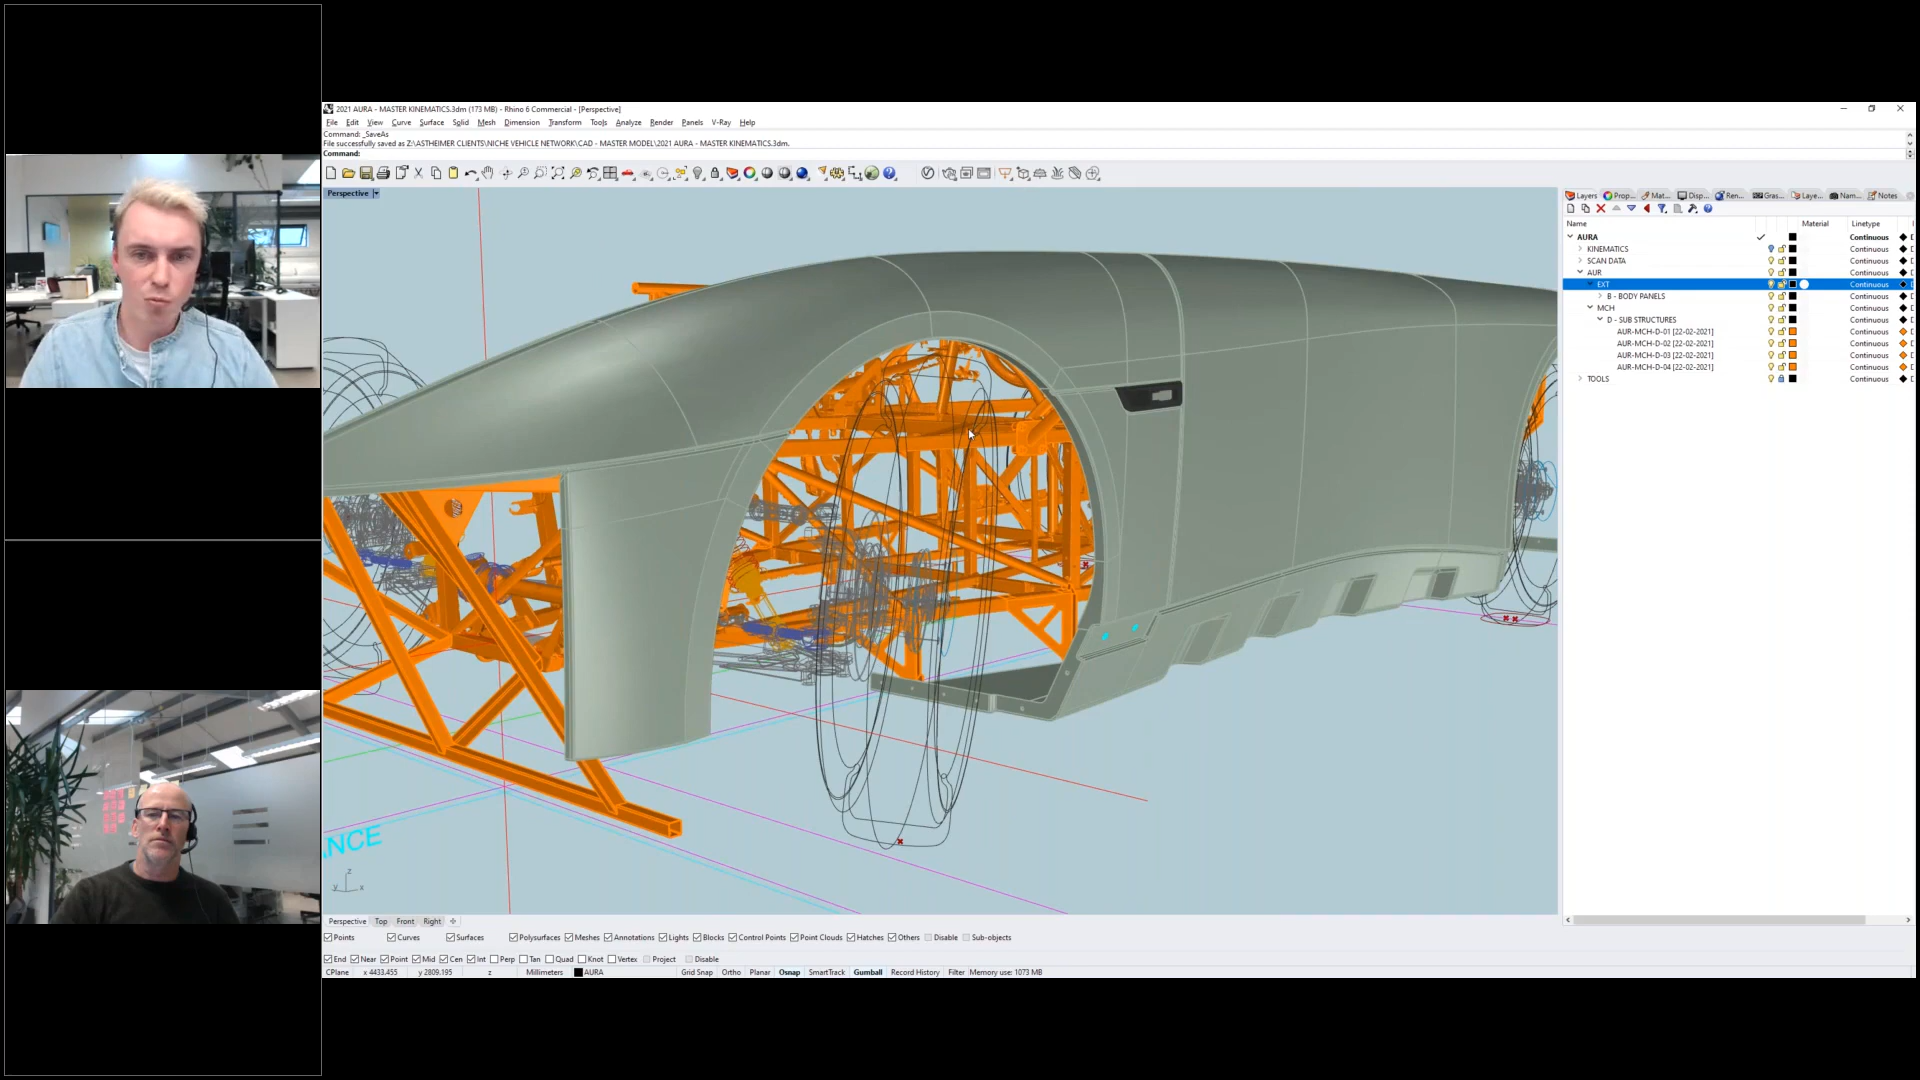 2021 AURA - MASTER KINEMATICS.3dm (173 MB) - Rhino 6 Commercial - [Perspective]
File Edit View Curve Surface Solid Mesh Dimension Transform Tools Analyze Render Panels V-Ray Help
Command: _SaveAs
File successfully saved as Z:\ASTHEIMER CLIENTS\NICHE VEHICLE NETWORK\CAD - MASTER MODEL\2021 AURA - MASTER KINEMATICS.3dm.
Command:
Perspective
Layers Prop... Mat... Disp... Ren... Gras... Laye... Nam... Notes
Name Material Linetype
AURA Continuous
KINEMATICS Continuous
SCAN DATA Continuous
AUR Continuous
EXT Continuous
B - BODY PANELS Continuous
MCH Continuous
D - SUB STRUCTURES Continuous
AUR-MCH-D-01 [22-02-2021] Continuous
AUR-MCH-D-02 [22-02-2021] Continuous
AUR-MCH-D-03 [22-02-2021] Continuous
AUR-MCH-D-04 [22-02-2021] Continuous
TOOLS Continuous
NCE
z
y x
Perspective Top Front Right
Points Curves Surfaces Polysurfaces Meshes Annotations Lights Blocks Control Points Point Clouds Hatches Others Disable Sub-objects
End Near Point Mid Cen Int Perp Tan Quad Knot Vertex Project Disable
CPlane x 4433.455 y 2809.195 z Millimeters AURA Grid Snap Ortho Planar Osnap SmartTrack Gumball Record History Filter Memory use: 1073 MB